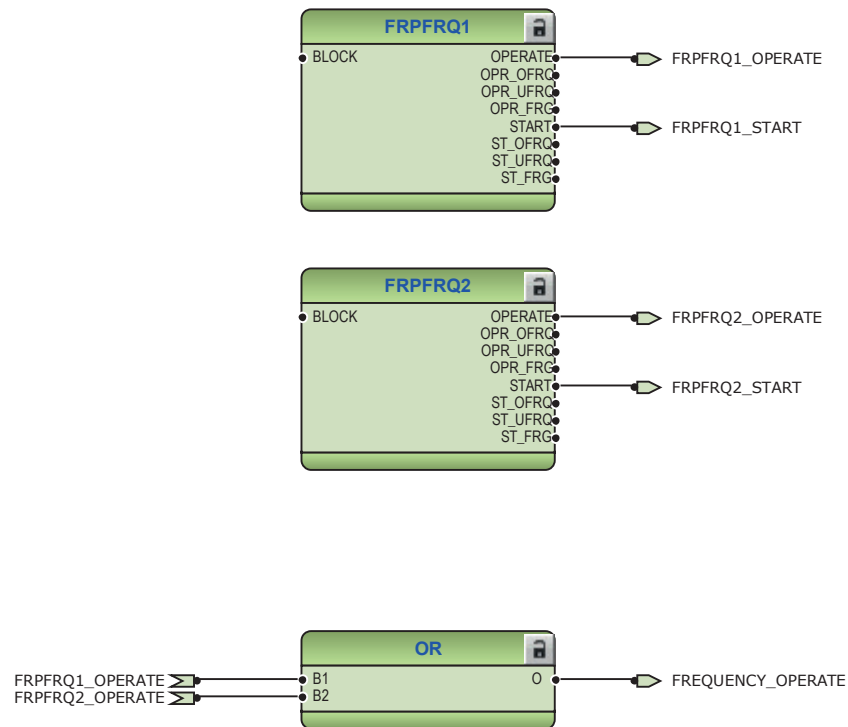 FRPFRQ1
BLOCK OPERATE FRPFRQ1_OPERATE
OPR_OFRQ
OPR_UFRQ
OPR_FRG
START FRPFRQ1_START
ST_OFRQ
ST_UFRQ
ST_FRG
FRPFRQ2
BLOCK OPERATE FRPFRQ2_OPERATE
OPR_OFRQ
OPR_UFRQ
OPR_FRG
START FRPFRQ2_START
ST_OFRQ
ST_UFRQ
ST_FRG
OR
FRPFRQ1_OPERATE B1 O FREQUENCY_OPERATE
FRPFRQ2_OPERATE B2